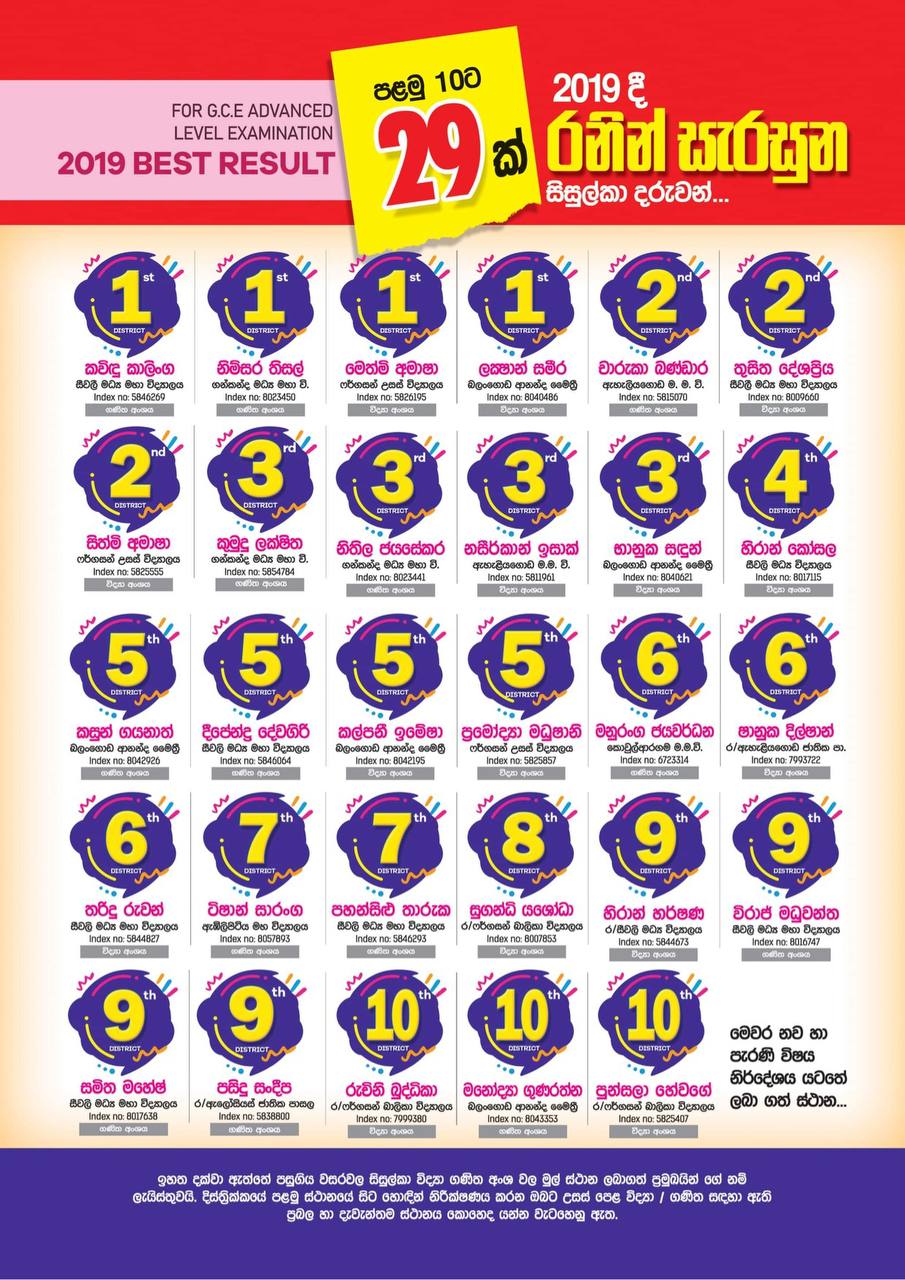 FOR G.C.E ADVANCED
LEVEL EXAMINATION
2019 BEST RESULT
පළමු 10ට
29ක්
2019 දී
රනින් සැරසුන
සිසුල්කා දරුවන්...
1st
DISTRICT
කවිඳු කාලිංග
සීවලී මධ්‍ය මහා විද්‍යාලය
Index no: 5846269
ගණිත අංශය
1st
DISTRICT
නිම්සර තිසල්
ගන්කන්ද මධ්‍ය මහා වි.
Index no: 8023450
ගණිත අංශය
1st
DISTRICT
මෙත්මි අමාෂා
ෆර්ගසන් උසස් විද්‍යාලය
Index no: 5826195
විද්‍යා අංශය
1st
DISTRICT
ලක්‍ෂාන් සමීර
බලංගොඩ ආනන්ද මෛත්‍රී
Index no: 8040486
විද්‍යා අංශය
2nd
DISTRICT
චාරුකා බණ්ඩාර
ඇහැලියගොඩ ම. ම. වි.
Index no: 5815070
ගණිත අංශය
2nd
DISTRICT
තුසිත දේශප්‍රිය
සීවලී මධ්‍ය මහා විද්‍යාලය
Index no: 8009660
විද්‍යා අංශය
2nd
DISTRICT
සිත්මි අමාෂා
ෆර්ගසන් උසස් විද්‍යාලය
Index no: 5825555
විද්‍යා අංශය
3rd
DISTRICT
කුමුදු ලක්ෂිත
ගන්කන්ද මධ්‍ය මහා වි.
Index no: 5854784
ගණිත අංශය
3rd
DISTRICT
නිතිල ජයසේකර
ගන්කන්ද මධ්‍ය මහා වි.
Index no: 8023441
ගණිත අංශය
3rd
DISTRICT
නසීර්කාන් ඉසාක්
ඇහැළියගොඩ ම.ම. වි.
Index no: 5811961
විද්‍යා අංශය
3rd
DISTRICT
භානුක සඳුන්
බලංගොඩ ආනන්ද මෛත්‍රී
Index no: 8040621
විද්‍යා අංශය
4th
DISTRICT
හිරාන් කෝසල
සීවලි මධ්‍ය මහා විද්‍යාලය
Index no: 8017115
ගණිත අංශය
5th
DISTRICT
කසුන් ගයනාත්
බලංගොඩ ආනන්ද මෛත්‍රී
Index no: 8042926
ගණිත අංශය
5th
DISTRICT
දීපේන්ද්‍ර දේවගිරි
සීවලි මධ්‍ය මහා විද්‍යාලය
Index no: 5846064
ගණිත අංශය
5th
DISTRICT
කල්පනී ඉමේෂා
බලංගොඩ ආනන්ද මෛත්‍රී
Index no: 8042195
විද්‍යා අංශය
5th
DISTRICT
ප්‍රමෝද්‍යා මධුෂානි
ෆර්ගසන් උසස් විද්‍යාලය
Index no: 5825857
විද්‍යා අංශය
6th
DISTRICT
මනුරංග ජයවර්ධන
කොවුල්ආරගම ම.ම.වි.
Index no: 6723314
ගණිත අංශය
6th
DISTRICT
ෂානුක දිල්ෂාන්
ර/ඇහැළියගොඩ ජාතික පා.
Index no: 7993722
විද්‍යා අංශය
6th
DISTRICT
තරිඳු රුවන්
සීවලි මධ්‍ය මහා විද්‍යාලය
Index no: 5844827
විද්‍යා අංශය
7th
DISTRICT
ටිෂාන් සාරංග
ඇඹිලිපිටිය මහ විද්‍යාලය
Index no: 8057893
ගණිත අංශය
7th
DISTRICT
පහන්සිළු තාරුක
සීවලි මධ්‍ය මහා විද්‍යාලය
Index no: 5846293
ගණිත අංශය
8th
DISTRICT
සුගන්ධි යශෝධා
ර/ෆර්ගසන් බාලිකා විද්‍යාලය
Index no: 8007853
විද්‍යා අංශය
9th
DISTRICT
හිරාන් හර්ෂණ
ර/සීවලි මධ්‍ය මහා විද්‍යාලය
Index no: 5844673
විද්‍යා අංශය
9th
DISTRICT
විරාජ් මධුවන්ත
සීවලි මධ්‍ය මහා විද්‍යාලය
Index no: 8016747
ගණිත අංශය
9th
DISTRICT
සමිත මහේෂ්
සීවලි මධ්‍ය මහා විද්‍යාලය
Index no: 8017638
ගණිත අංශය
9th
DISTRICT
පසිදු සංදීප
ර/ඇලෝසියස් ජාතික පාසල
Index no: 5838800
ගණිත අංශය
10th
DISTRICT
රුවිනි බුද්ධිකා
ර/ෆර්ගසන් බාලිකා විද්‍යාලය
Index no: 7999380
විද්‍යා අංශය
10th
DISTRICT
මනෝද්‍යා ගුණරත්න
බලංගොඩ ආනන්ද මෛත්‍රී
Index no: 8043353
විද්‍යා අංශය
10th
DISTRICT
පුන්සලා හේවගේ
ර/ෆර්ගසන් බාලිකා විද්‍යාලය
Index no: 5825407
විද්‍යා අංශය
මෙවර නව හා
පැරණි විෂය
නිර්දේශය යටතේ
ලබා ගත් ස්ථාන...
ඉහත දක්වා ඇත්තේ පසුගිය වසරවල සිසුල්කා විද්‍යා ගණිත අංශ වල මුල් ස්ථාන ලබාගත් ප්‍රමුඛයින් ගේ නම්
ලැයිස්තුවයි. දිස්ත්‍රික්කයේ පළමු ස්ථානයේ සිට හොඳින් නිරීක්ෂණය කරන ඔබට උසස් පෙළ විද්‍යා / ගණිත සඳහා ඇති
ප්‍රබල හා දැවැන්තම ස්ථානය කොහෙද යන්න වැටහෙනු ඇත.